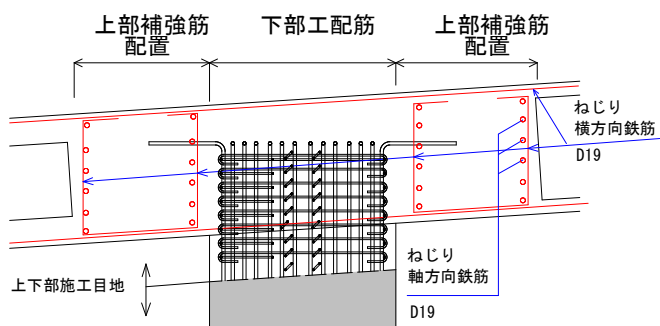 上部補強筋
配置
下部工配筋
上部補強筋
配置
ねじり
横方向鉄筋
D19
ねじり
軸方向鉄筋
D19
上下部施工目地